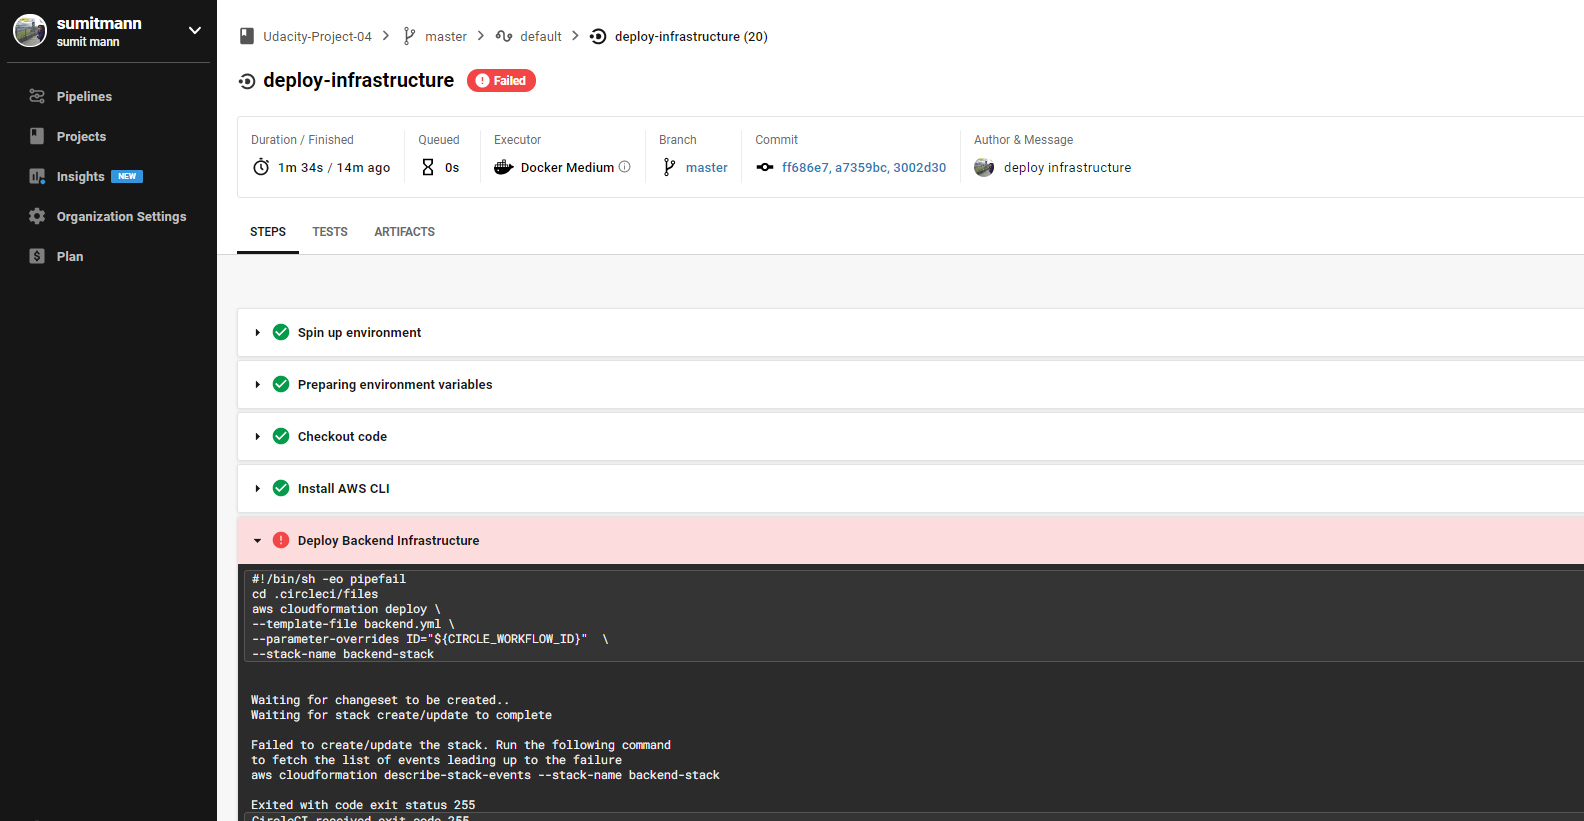 sumitmann
sumit mann
Pipelines
Projects
Insights NEW
Organization Settings
Plan
Udacity-Project-04 > master > default > deploy-infrastructure (20)
deploy-infrastructure Failed
Duration / Finished Queued Executor Branch Commit Author & Message
1m 34s / 14m ago 0s Docker Medium master ff686e7, a7359bc, 3002d30 deploy infrastructure
STEPS TESTS ARTIFACTS
Spin up environment
Preparing environment variables
Checkout code
Install AWS CLI
Deploy Backend Infrastructure
#!/bin/sh -eo pipefail
cd .circleci/files
aws cloudformation deploy \
--template-file backend.yml \
--parameter-overrides ID="${CIRCLE_WORKFLOW_ID}"  \
--stack-name backend-stack
Waiting for changeset to be created..
Waiting for stack create/update to complete
Failed to create/update the stack. Run the following command
to fetch the list of events leading up to the failure
aws cloudformation describe-stack-events --stack-name backend-stack
Exited with code exit status 255
CircleCI received exit code 255